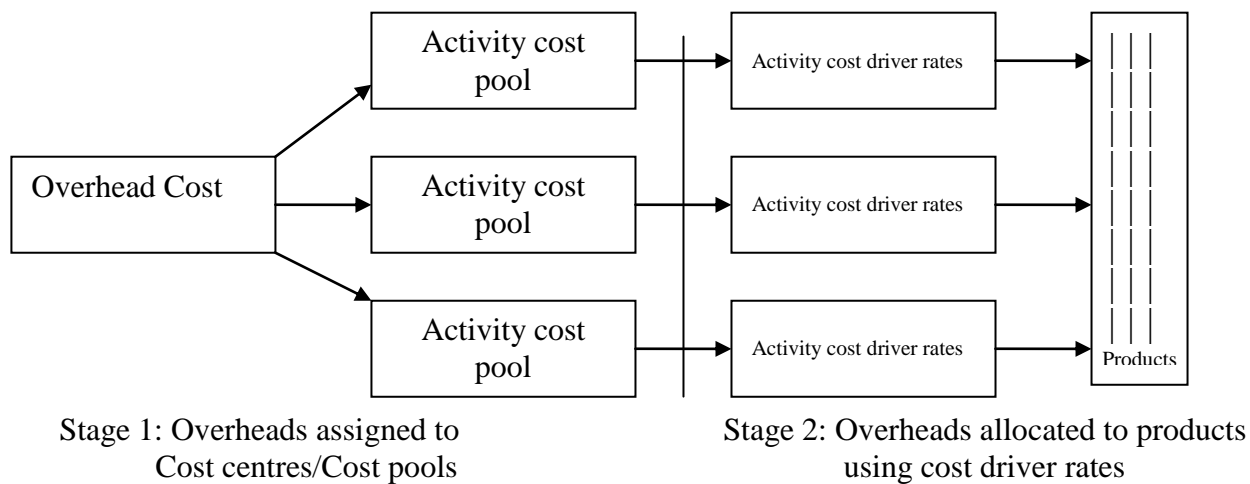 Activity cost
pool
Activity cost driver rates
Overhead Cost
Activity cost
pool
Activity cost driver rates
Activity cost
pool
Activity cost driver rates
Products
Stage 1: Overheads assigned to
Cost centres/Cost pools
Stage 2: Overheads allocated to products
using cost driver rates